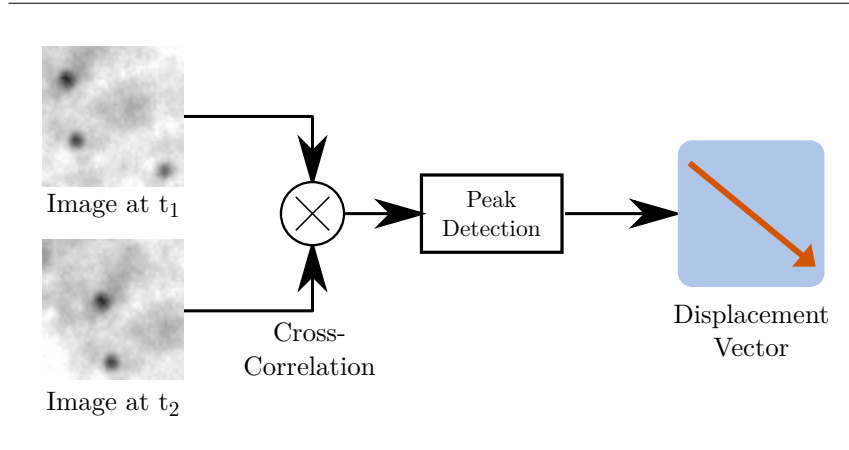 Image at t1
Image at t2
Cross-
Correlation
Peak
Detection
Displacement
Vector